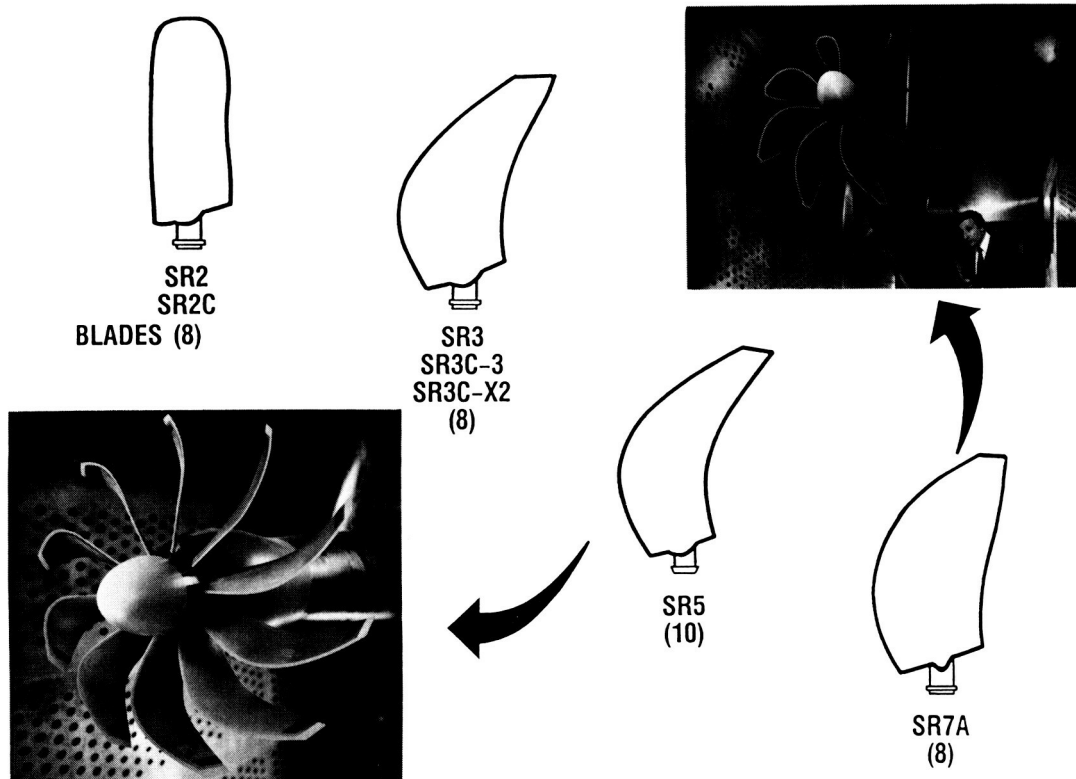 SR2
SR2C
BLADES (8)
SR3
SR3C-3
SR3C-X2
(8)
SR5
(10)
SR7A
(8)